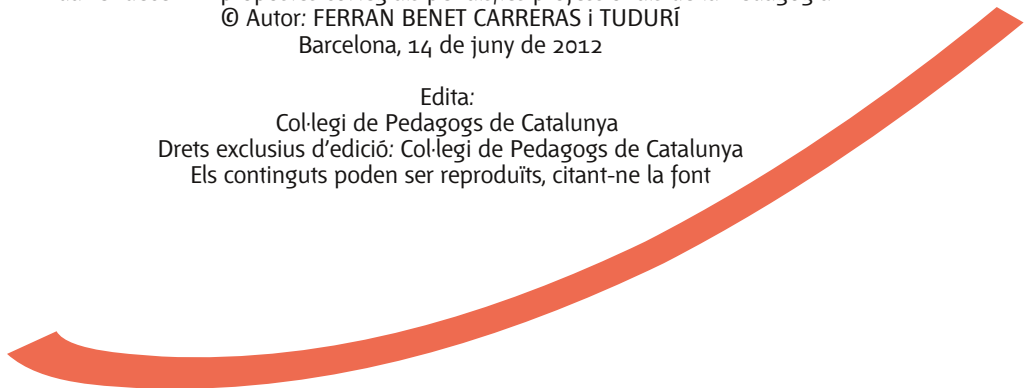 © Autor: FERRAN BENET CARRERAS i TUDURÍ
Barcelona, 14 de juny de 2012
Edita:
Col·legi de Pedagogs de Catalunya
Drets exclusius d'edició: Col·legi de Pedagogs de Catalunya
Els continguts poden ser reproduïts, citant-ne la font